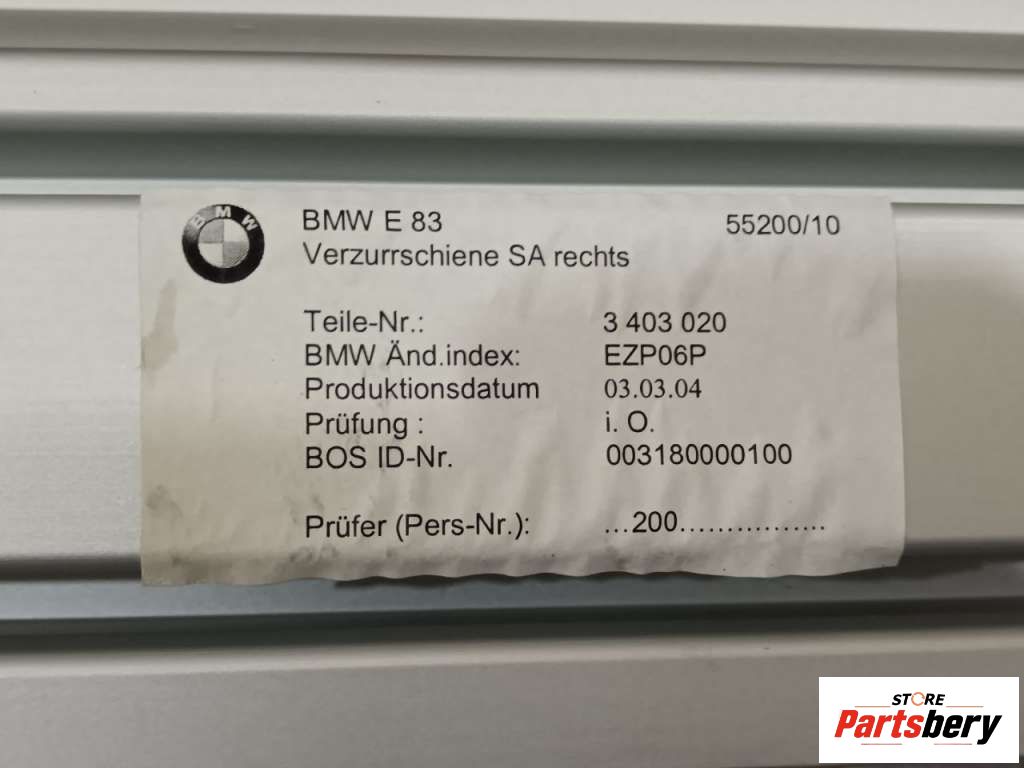 BMW
BMW E 83 55200/10
Verzurrschiene SA rechts
Teile-Nr.: 3 403 020
BMW Änd.index: EZP06P
Produktionsdatum 03.03.04
Prüfung : i. O.
BOS ID-Nr. 003180000100
Prüfer (Pers-Nr.): ...200................
STORE
Partsbery